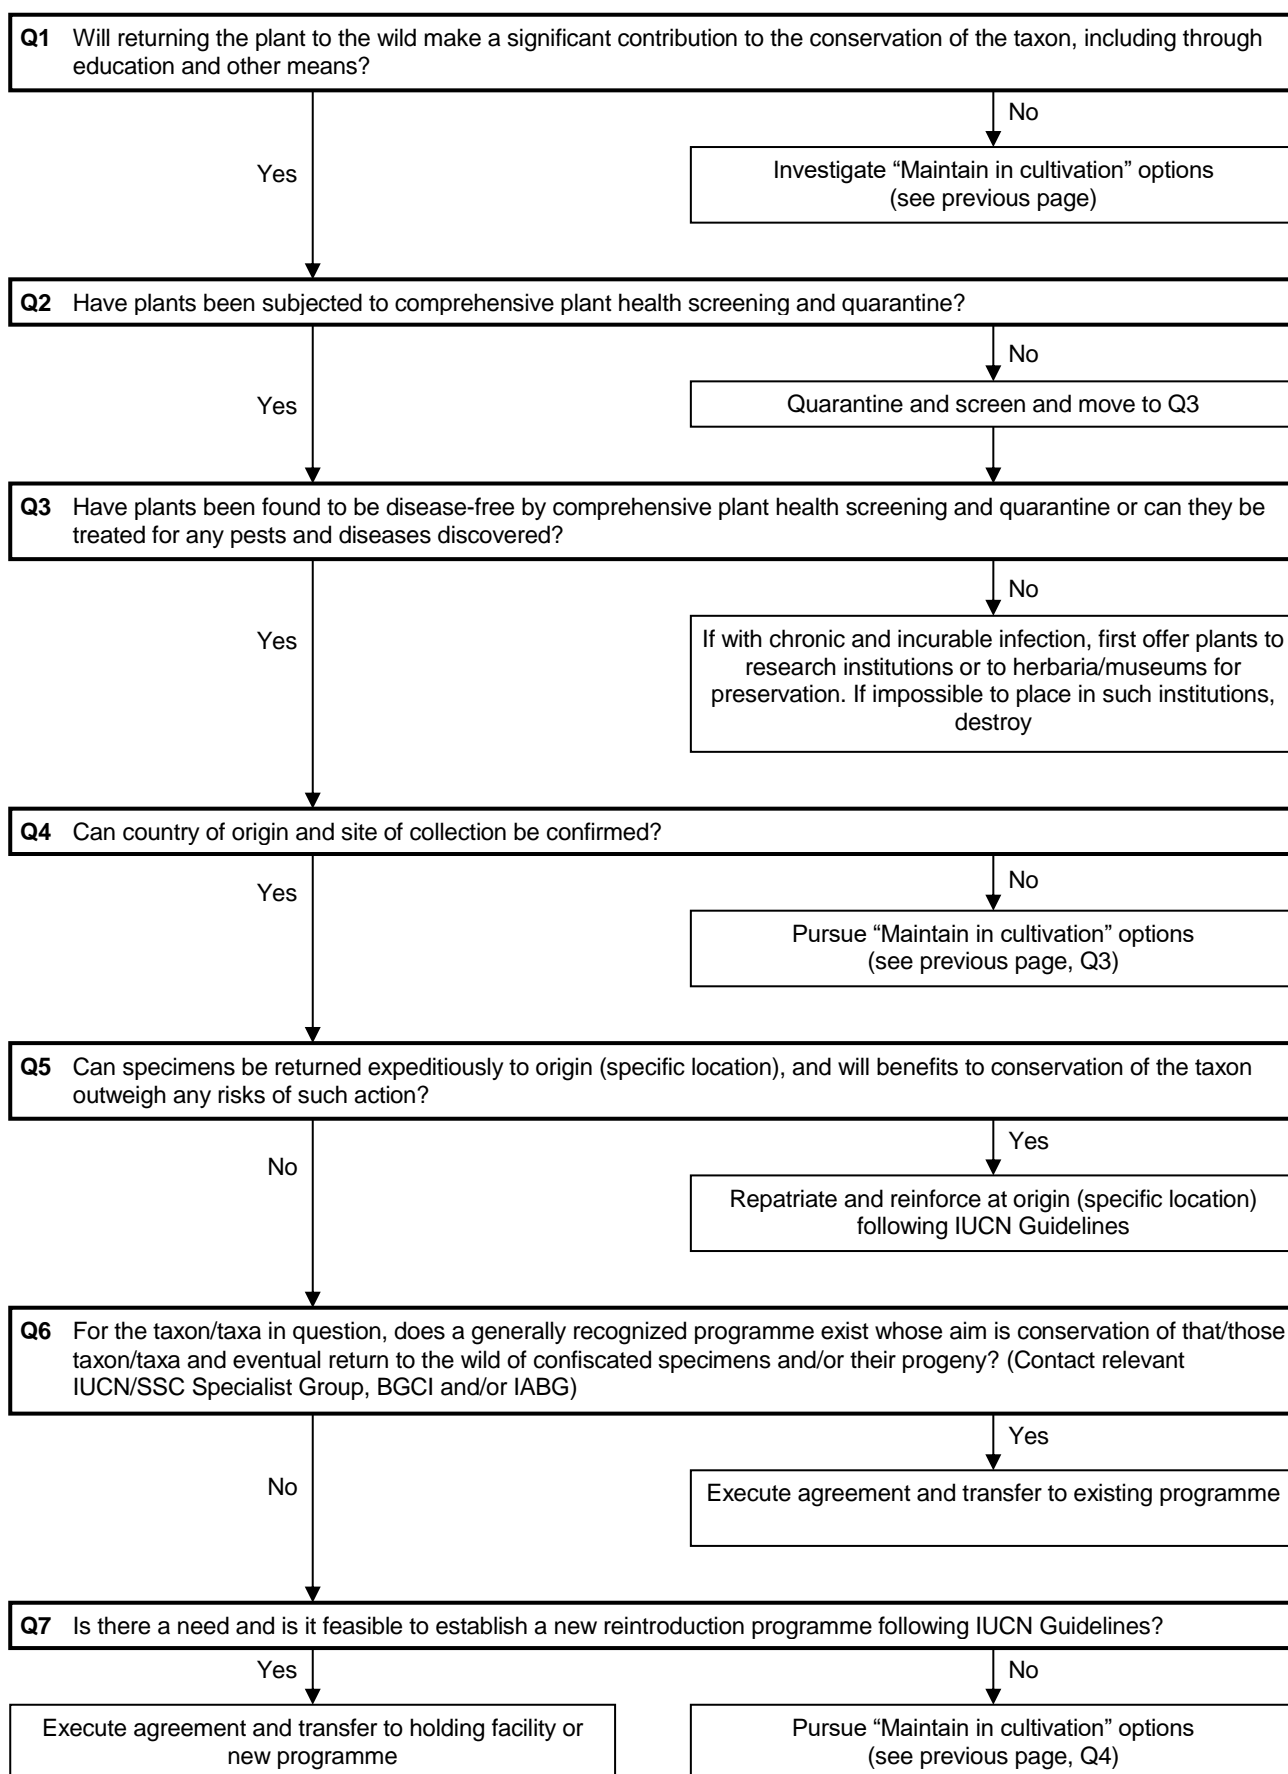 Q1 Will returning the plant to the wild make a significant contribution to the conservation of the taxon, including through
education and other means?
No
Yes
Investigate “Maintain in cultivation” options
(see previous page)
Q2 Have plants been subjected to comprehensive plant health screening and quarantine?
No
Yes
Quarantine and screen and move to Q3
Q3 Have plants been found to be disease-free by comprehensive plant health screening and quarantine or can they be
treated for any pests and diseases discovered?
No
Yes
If with chronic and incurable infection, first offer plants to
research institutions or to herbaria/museums for
preservation. If impossible to place in such institutions,
destroy
Q4 Can country of origin and site of collection be confirmed?
No
Yes
Pursue “Maintain in cultivation” options
(see previous page, Q3)
Q5 Can specimens be returned expeditiously to origin (specific location), and will benefits to conservation of the taxon
outweigh any risks of such action?
Yes
No
Repatriate and reinforce at origin (specific location)
following IUCN Guidelines
Q6 For the taxon/taxa in question, does a generally recognized programme exist whose aim is conservation of that/those
taxon/taxa and eventual return to the wild of confiscated specimens and/or their progeny? (Contact relevant
IUCN/SSC Specialist Group, BGCI and/or IABG)
Yes
No
Execute agreement and transfer to existing programme
Q7 Is there a need and is it feasible to establish a new reintroduction programme following IUCN Guidelines?
Yes
No
Execute agreement and transfer to holding facility or
new programme
Pursue “Maintain in cultivation” options
(see previous page, Q4)